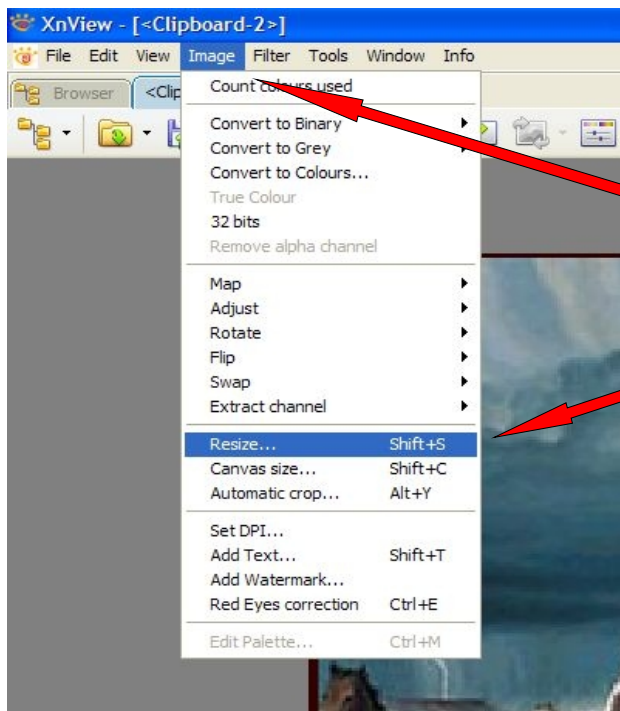 XnView - [<Clipboard-2>]
File Edit View Image Filter Tools Window Info
Browser <Clip
Count colours used
Convert to Binary
Convert to Grey
Convert to Colours...
True Colour
32 bits
Remove alpha channel
Map
Adjust
Rotate
Flip
Swap
Extract channel
Resize... Shift+S
Canvas size... Shift+C
Automatic crop... Alt+Y
Set DPI...
Add Text... Shift+T
Add Watermark...
Red Eyes correction Ctrl+E
Edit Palette... Ctrl+M